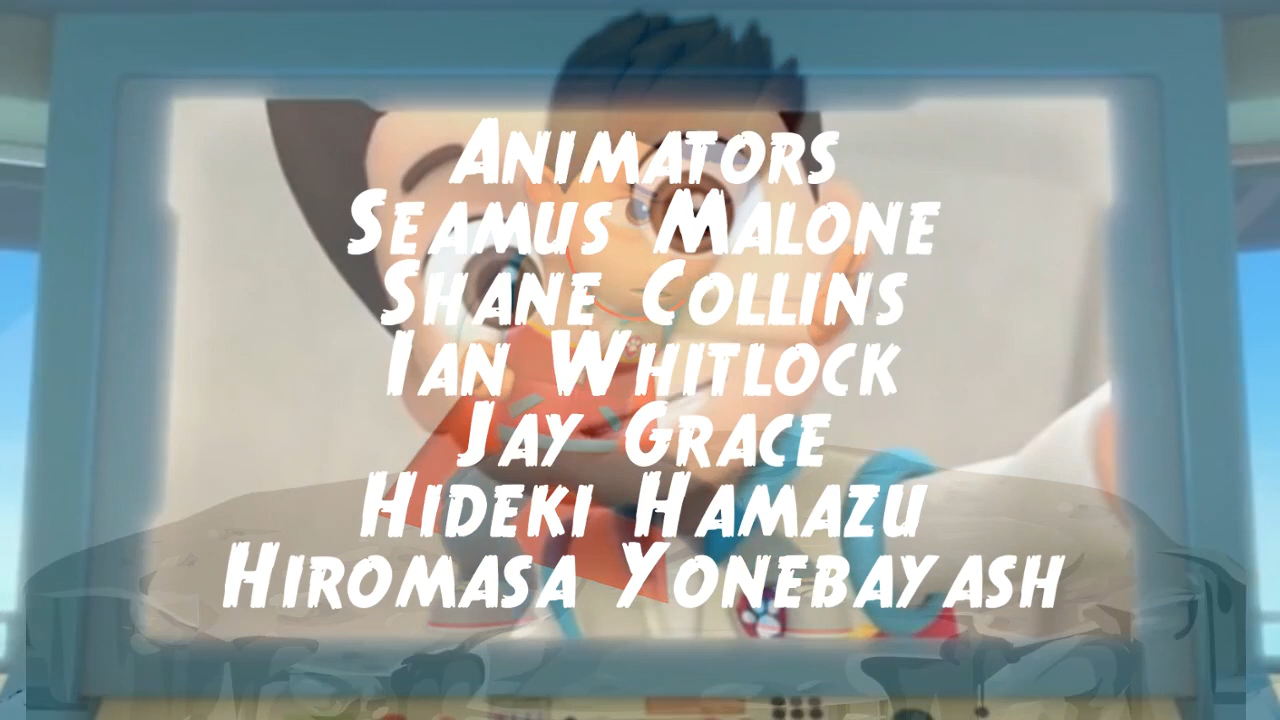 Animators
Seamus Malone
Shane Collins
Ian Whitlock
Jay Grace
Hideki Hamazu
Hiromasa Yonebayash